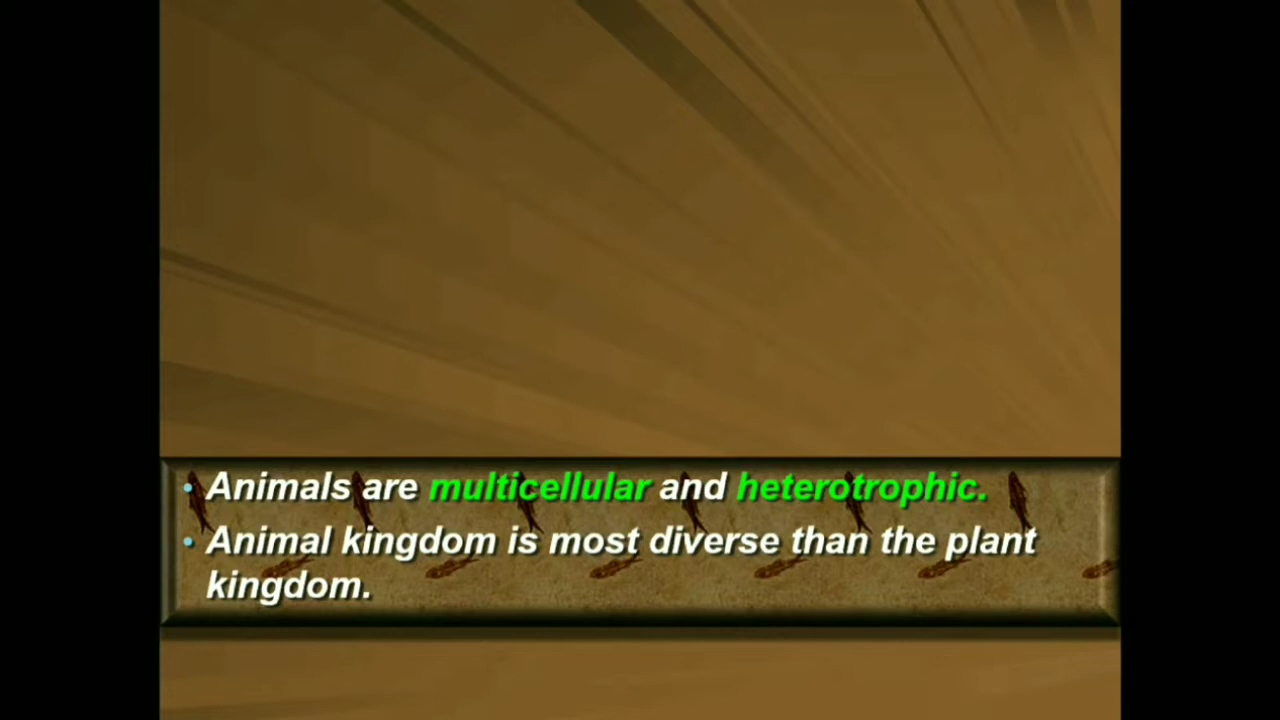 • Animals are multicellular and heterotrophic.
• Animal kingdom is most diverse than the plant
kingdom.